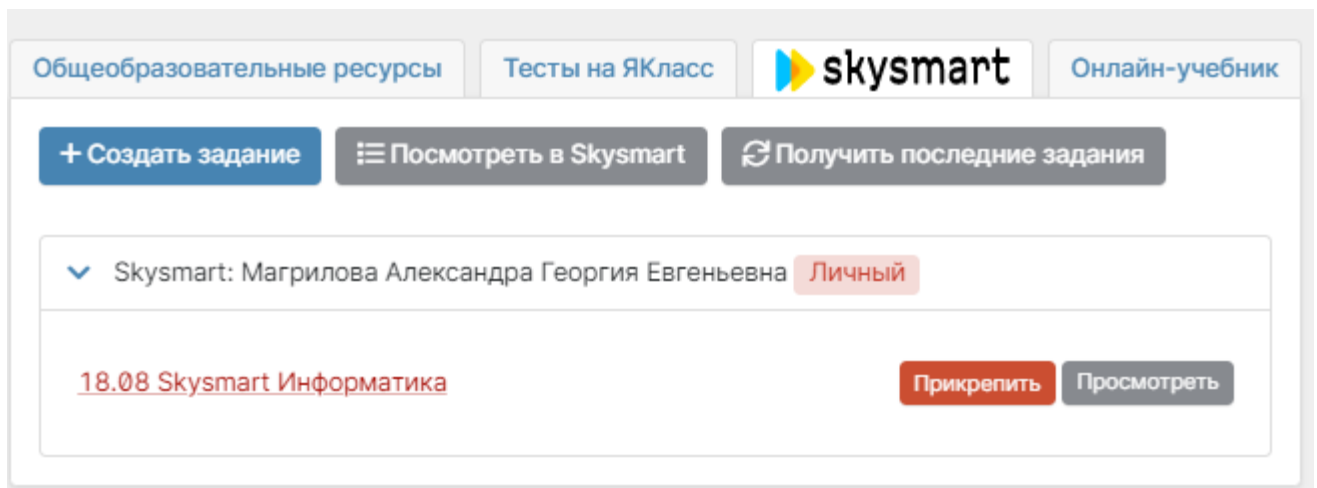 Общеобразовательные ресурсы Тесты на ЯКласс skysmart Онлайн-учебник
+ Создать задание Посмотреть в Skysmart Получить последние задания
Skysmart: Магрилова Александра Георгия Евгеньевна Личный
18.08 Skysmart Информатика Прикрепить Просмотреть